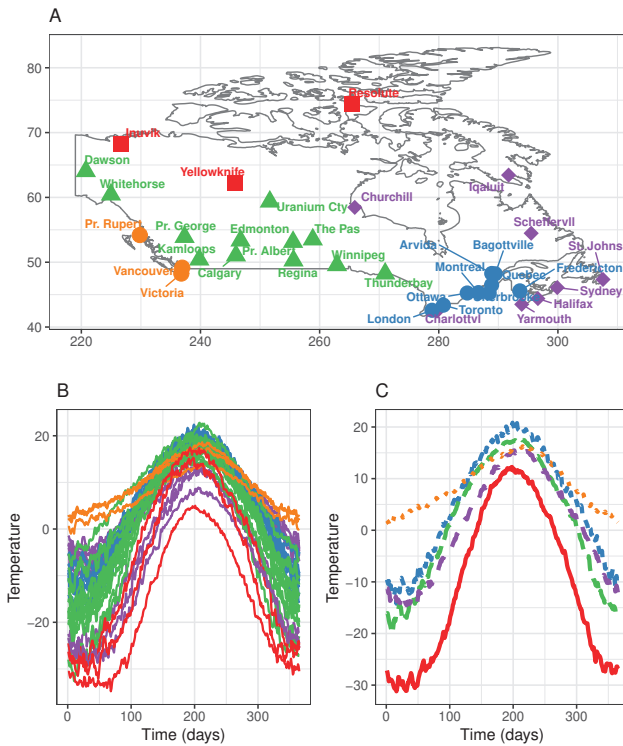 A
80
70
60
50
40
220
240
260
280
300
Resolute
Inuvik
Dawson
Yellowknife
Whitehorse
Iqaluit
Churchill
Uranium Cty
Pr. Rupert
Pr. George
Edmonton
The Pas
Scheffervll
Kamloops
Pr. Albert
Arvida
Bagottville
St. Johns
Vancouver
Calgary
Regina
Winnipeg
Montreal
Quebec
Fredericton
Victoria
Thunderbay
Ottawa
Sherbrooke
Sydney
London
Toronto
Halifax
Charlottvl
Yarmouth
B
Temperature
20
0
−20
0
100
200
300
Time (days)
C
Temperature
20
10
0
−10
−20
−30
0
100
200
300
Time (days)